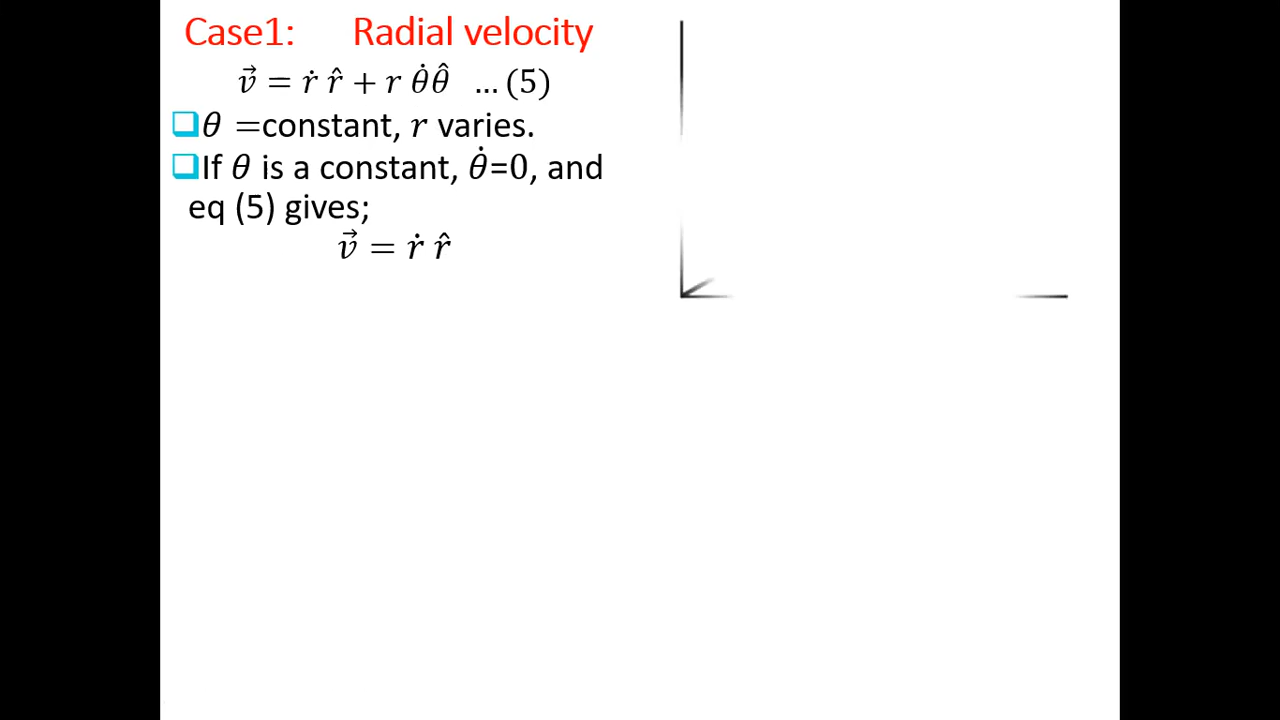 Case1: Radial velocity
v⃗ = ṙ r̂ + r θ̇ θ̂ ... (5)
❑θ =constant, r varies.
❑If θ is a constant, θ̇=0, and
eq (5) gives;
v⃗ = ṙ r̂